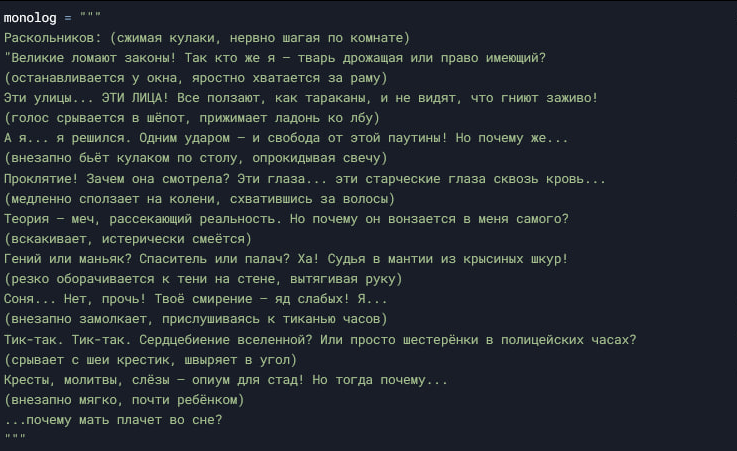 monolog = """
Раскольников: (сжимая кулаки, нервно шагая по комнате)
"Великие ломают законы! Так кто же я — тварь дрожащая или право имеющий?
(останавливается у окна, яростно хватается за раму)
Эти улицы... ЭТИ ЛИЦА! Все ползают, как тараканы, и не видят, что гниют заживо!
(голос срывается в шёпот, прижимает ладонь ко лбу)
А я... я решился. Одним ударом — и свобода от этой паутины! Но почему же...
(внезапно бьёт кулаком по столу, опрокидывая свечу)
Проклятие! Зачем она смотрела? Эти глаза... эти старческие глаза сквозь кровь...
(медленно сползает на колени, схватившись за волосы)
Теория — меч, рассекающий реальность. Но почему он вонзается в меня самого?
(вскакивает, истерически смеётся)
Гений или маньяк? Спаситель или палач? Ха! Судья в мантии из крысиных шкур!
(резко оборачивается к тени на стене, вытягивая руку)
Соня... Нет, прочь! Твоё смирение — яд слабых! Я...
(внезапно замолкает, прислушиваясь к тиканью часов)
Тик-так. Тик-так. Сердцебиение вселенной? Или просто шестерёнки в полицейских часах?
(срывает с шеи крестик, швыряет в угол)
Кресты, молитвы, слёзы — опиум для стад! Но тогда почему...
(внезапно мягко, почти ребёнком)
...почему мать плачет во сне?
"""